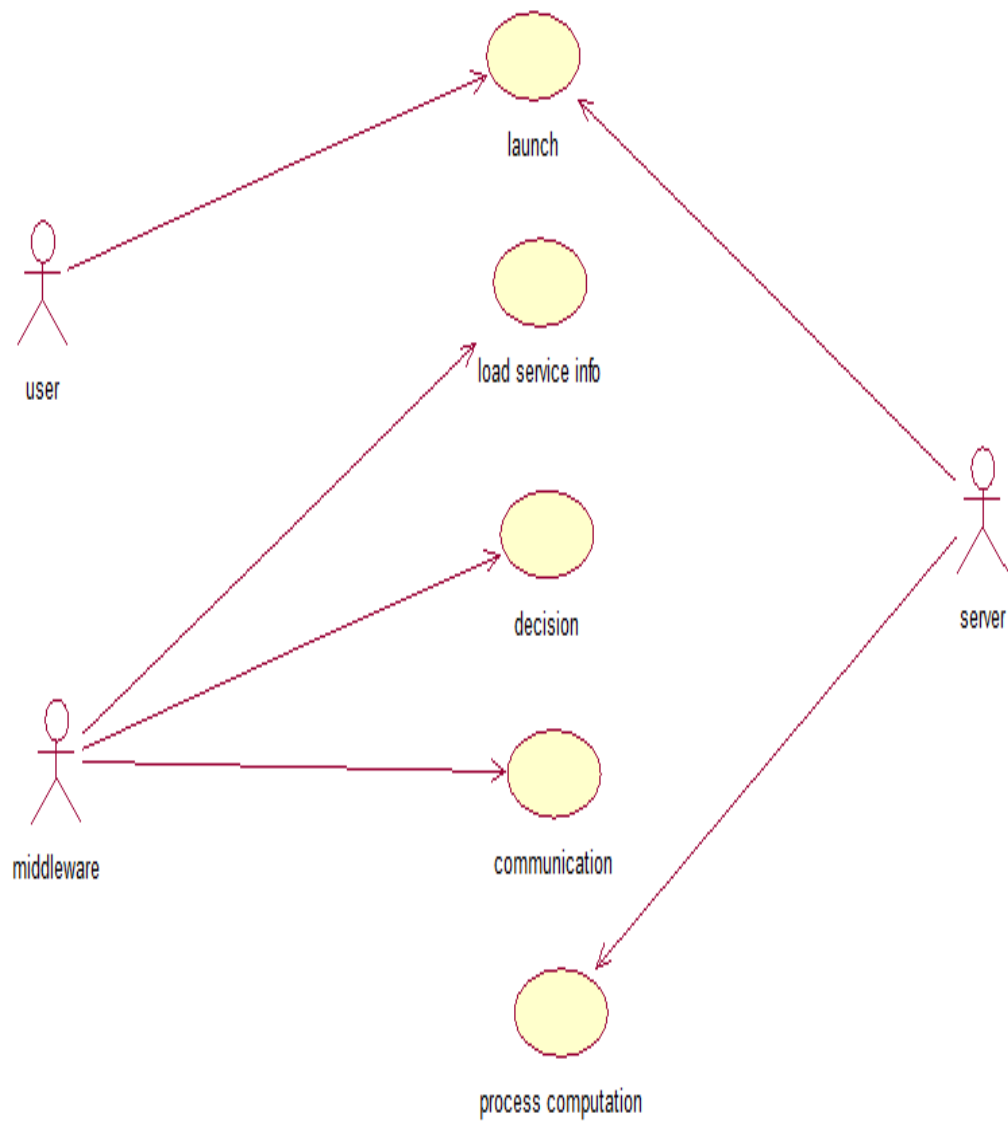 launch
user
load service info
decision
server
communication
middleware
process computation